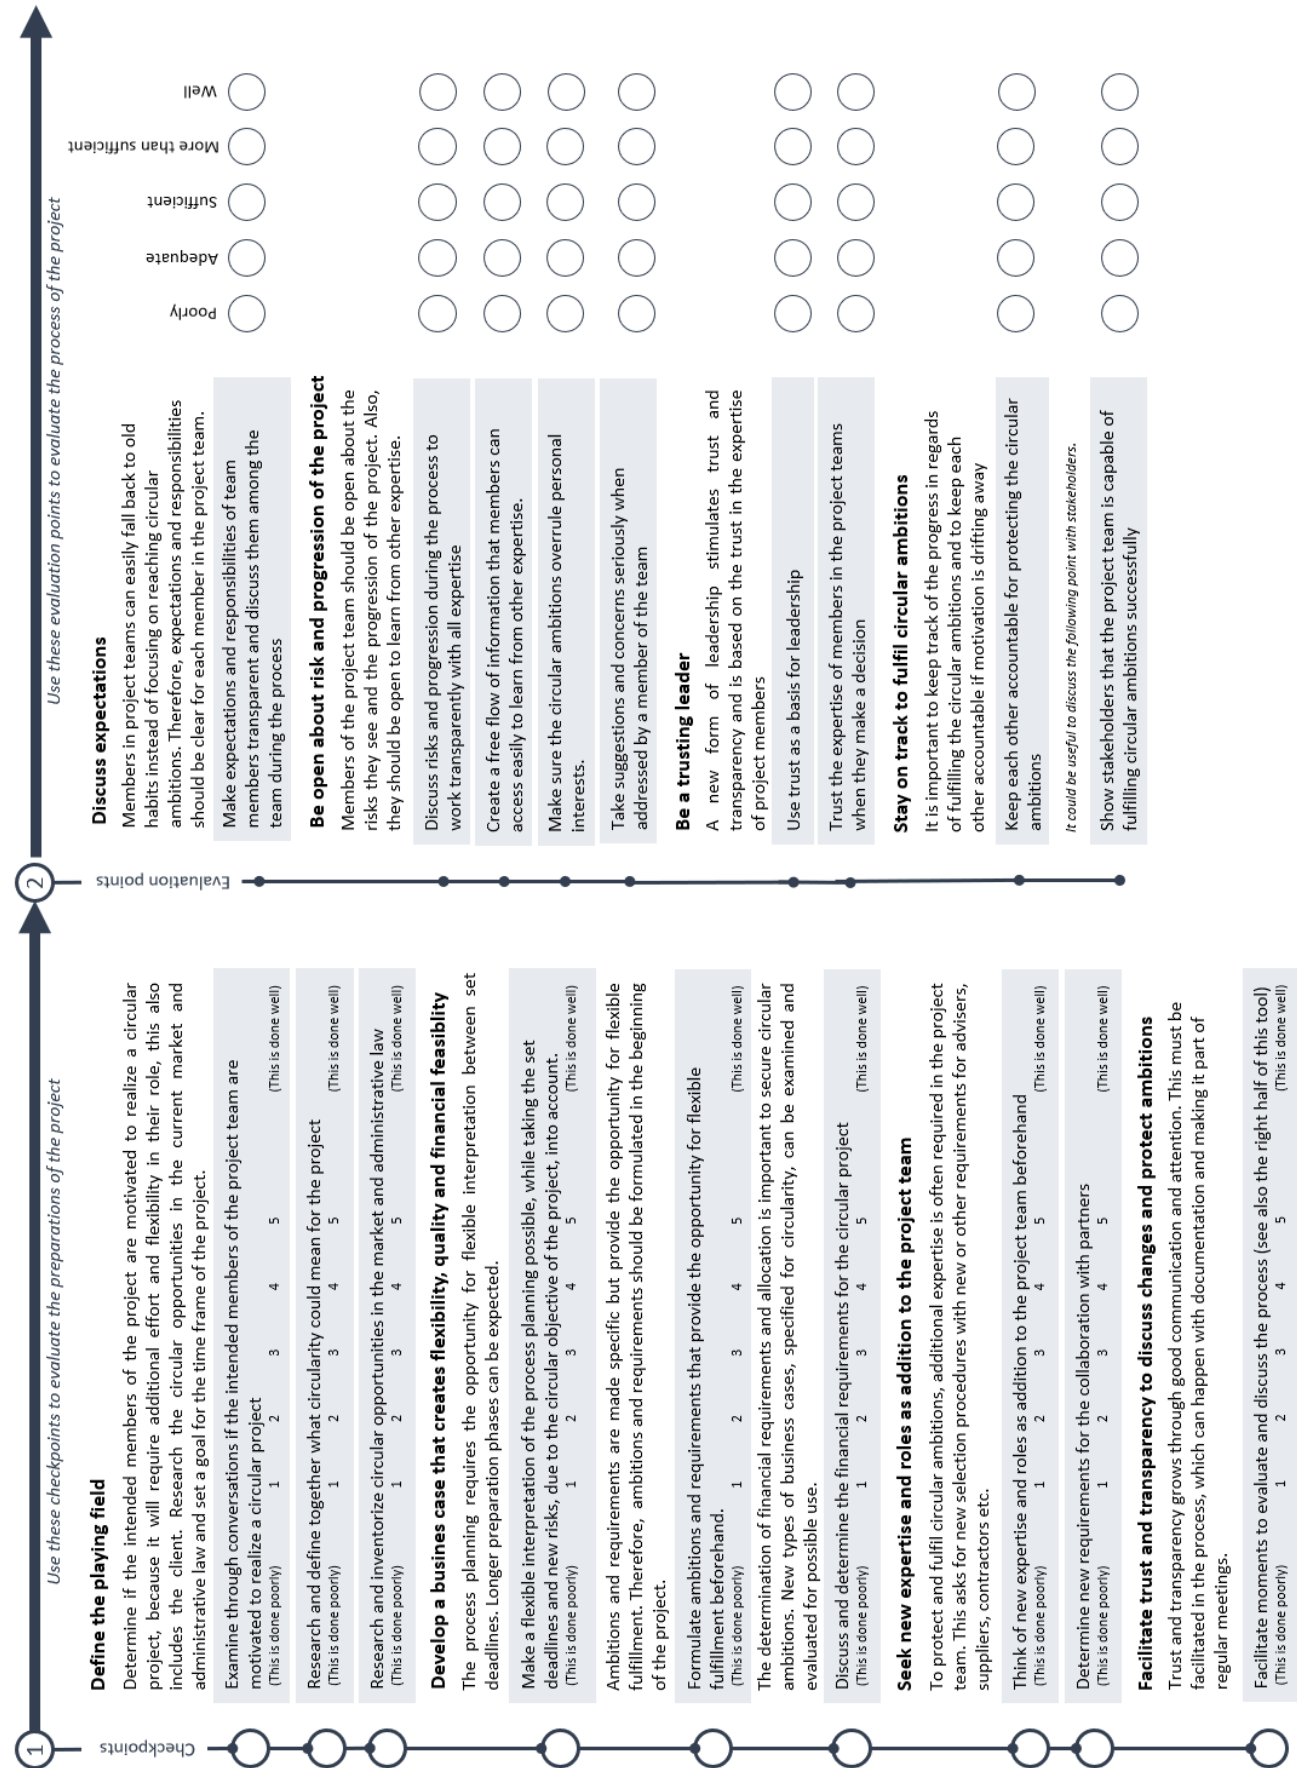 1
Use these checkpoints to evaluate the preparations of the project
Checkpoints
Define the playing field
Determine if the intended members of the project are motivated to realize a circular
project, because it will require additional effort and flexibility in their role, this also
includes the client. Research the circular opportunities in the current market and
administrative law and set a goal for the time frame of the project.
Examine through conversations if the intended members of the project team are
motivated to realize a circular project
(This is done poorly) 1 2 3 4 5 (This is done well)
Research and define together what circularity could mean for the project
(This is done poorly) 1 2 3 4 5 (This is done well)
Research and inventorize circular opportunities in the market and administrative law
(This is done poorly) 1 2 3 4 5 (This is done well)
Develop a busines case that creates flexibility, quality and financial feasiblity
The process planning requires the opportunity for flexible interpretation between set
deadlines. Longer preparation phases can be expected.
Make a flexible interpretation of the process planning possible, while taking the set
deadlines and new risks, due to the circular objective of the project, into account.
(This is done poorly) 1 2 3 4 5 (This is done well)
Ambitions and requirements are made specific but provide the opportunity for flexible
fulfillment. Therefore, ambitions and requirements should be formulated in the beginning
of the project.
Formulate ambitions and requirements that provide the opportunity for flexible
fulfillment beforehand.
(This is done poorly) 1 2 3 4 5 (This is done well)
The determination of financial requirements and allocation is important to secure circular
ambitions. New types of business cases, specified for circularity, can be examined and
evaluated for possible use.
Discuss and determine the financial requirements for the circular project
(This is done poorly) 1 2 3 4 5 (This is done well)
Seek new expertise and roles as addition to the project team
To protect and fulfil circular ambitions, additional expertise is often required in the project
team. This asks for new selection procedures with new or other requirements for advisers,
suppliers, contractors etc.
Think of new expertise and roles as addition to the project team beforehand
(This is done poorly) 1 2 3 4 5 (This is done well)
Determine new requirements for the collaboration with partners
(This is done poorly) 1 2 3 4 5 (This is done well)
Facilitate trust and transparency to discuss changes and protect ambitions
Trust and transparency grows through good communication and attention. This must be
facilitated in the process, which can happen with documentation and making it part of
regular meetings.
Facilitate moments to evaluate and discuss the process (see also the right half of this tool)
(This is done poorly) 1 2 3 4 5 (This is done well)
2
Use these evaluation points to evaluate the process of the project
Evaluation points
Poorly
Adequate
Sufficient
More than sufficient
Well
Discuss expectations
Members in project teams can easily fall back to old
habits instead of focusing on reaching circular
ambitions. Therefore, expectations and responsibilities
should be clear for each member in the project team.
Make expectations and responsibilities of team
members transparent and discuss them among the
team during the process
Be open about risk and progression of the project
Members of the project team should be open about the
risks they see and the progression of the project. Also,
they should be open to learn from other expertise.
Discuss risks and progression during the process to
work transparently with all expertise
Create a free flow of information that members can
access easily to learn from other expertise.
Make sure the circular ambitions overrule personal
interests.
Take suggestions and concerns seriously when
addressed by a member of the team
Be a trusting leader
A new form of leadership stimulates trust and
transparency and is based on the trust in the expertise
of project members
Use trust as a basis for leadership
Trust the expertise of members in the project teams
when they make a decision
Stay on track to fulfil circular ambitions
It is important to keep track of the progress in regards
of fulfilling the circular ambitions and to keep each
other accountable if motivation is drifting away
Keep each other accountable for protecting the circular
ambitions
It could be useful to discuss the following point with stakeholders.
Show stakeholders that the project team is capable of
fulfilling circular ambitions successfully